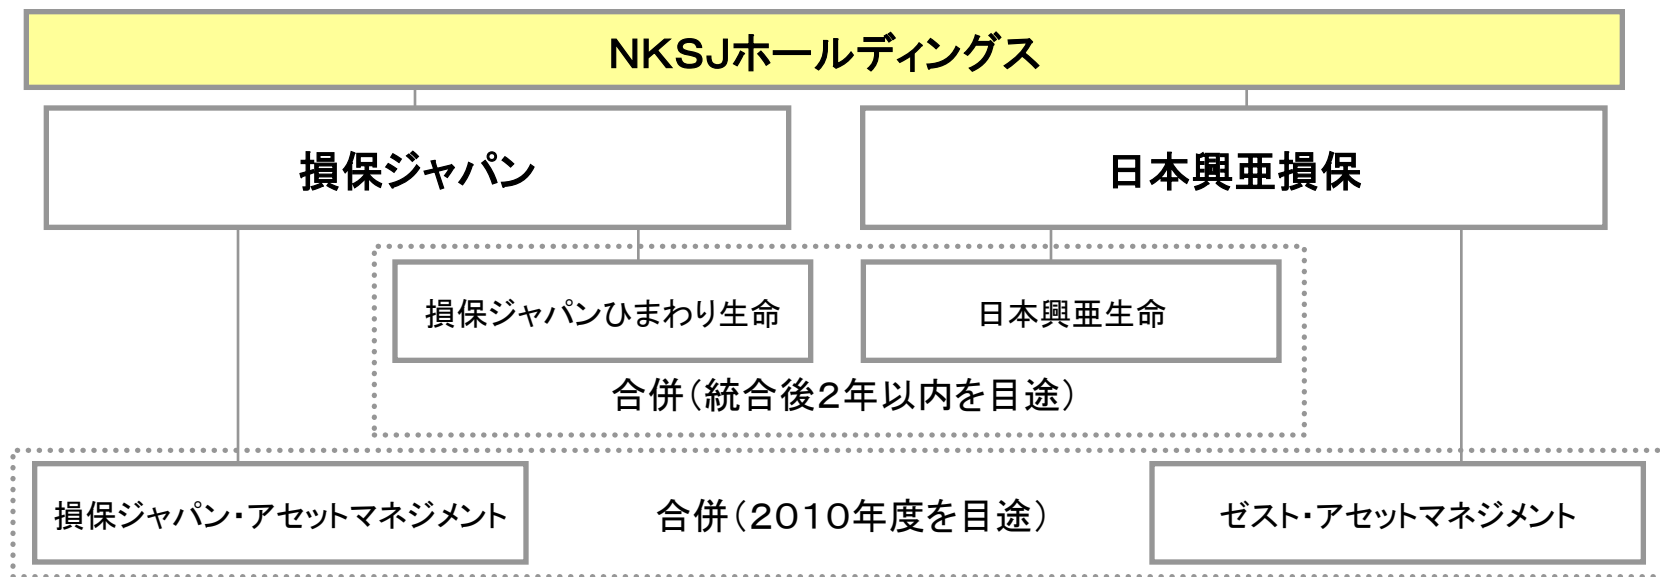 NKSJホールディングス
損保ジャパン
日本興亜損保
損保ジャパンひまわり生命
日本興亜生命
合併(統合後2年以内を目途)
損保ジャパン・アセットマネジメント
合併(2010年度を目途)
ゼスト・アセットマネジメント